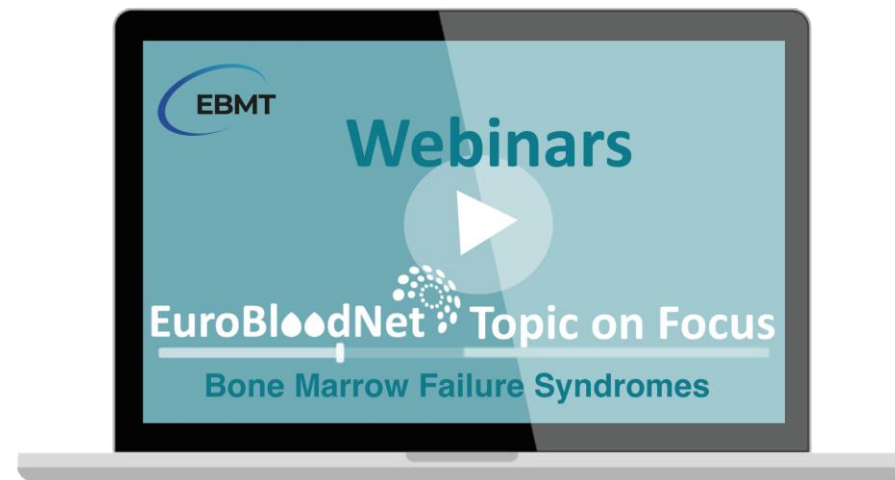 EBMT
Webinars
EuroBloodNet Topic on Focus
Bone Marrow Failure Syndromes